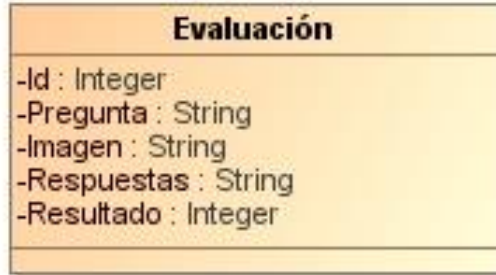 Evaluación
-Id : Integer
-Pregunta : String
-Imagen : String
-Respuestas : String
-Resultado : Integer